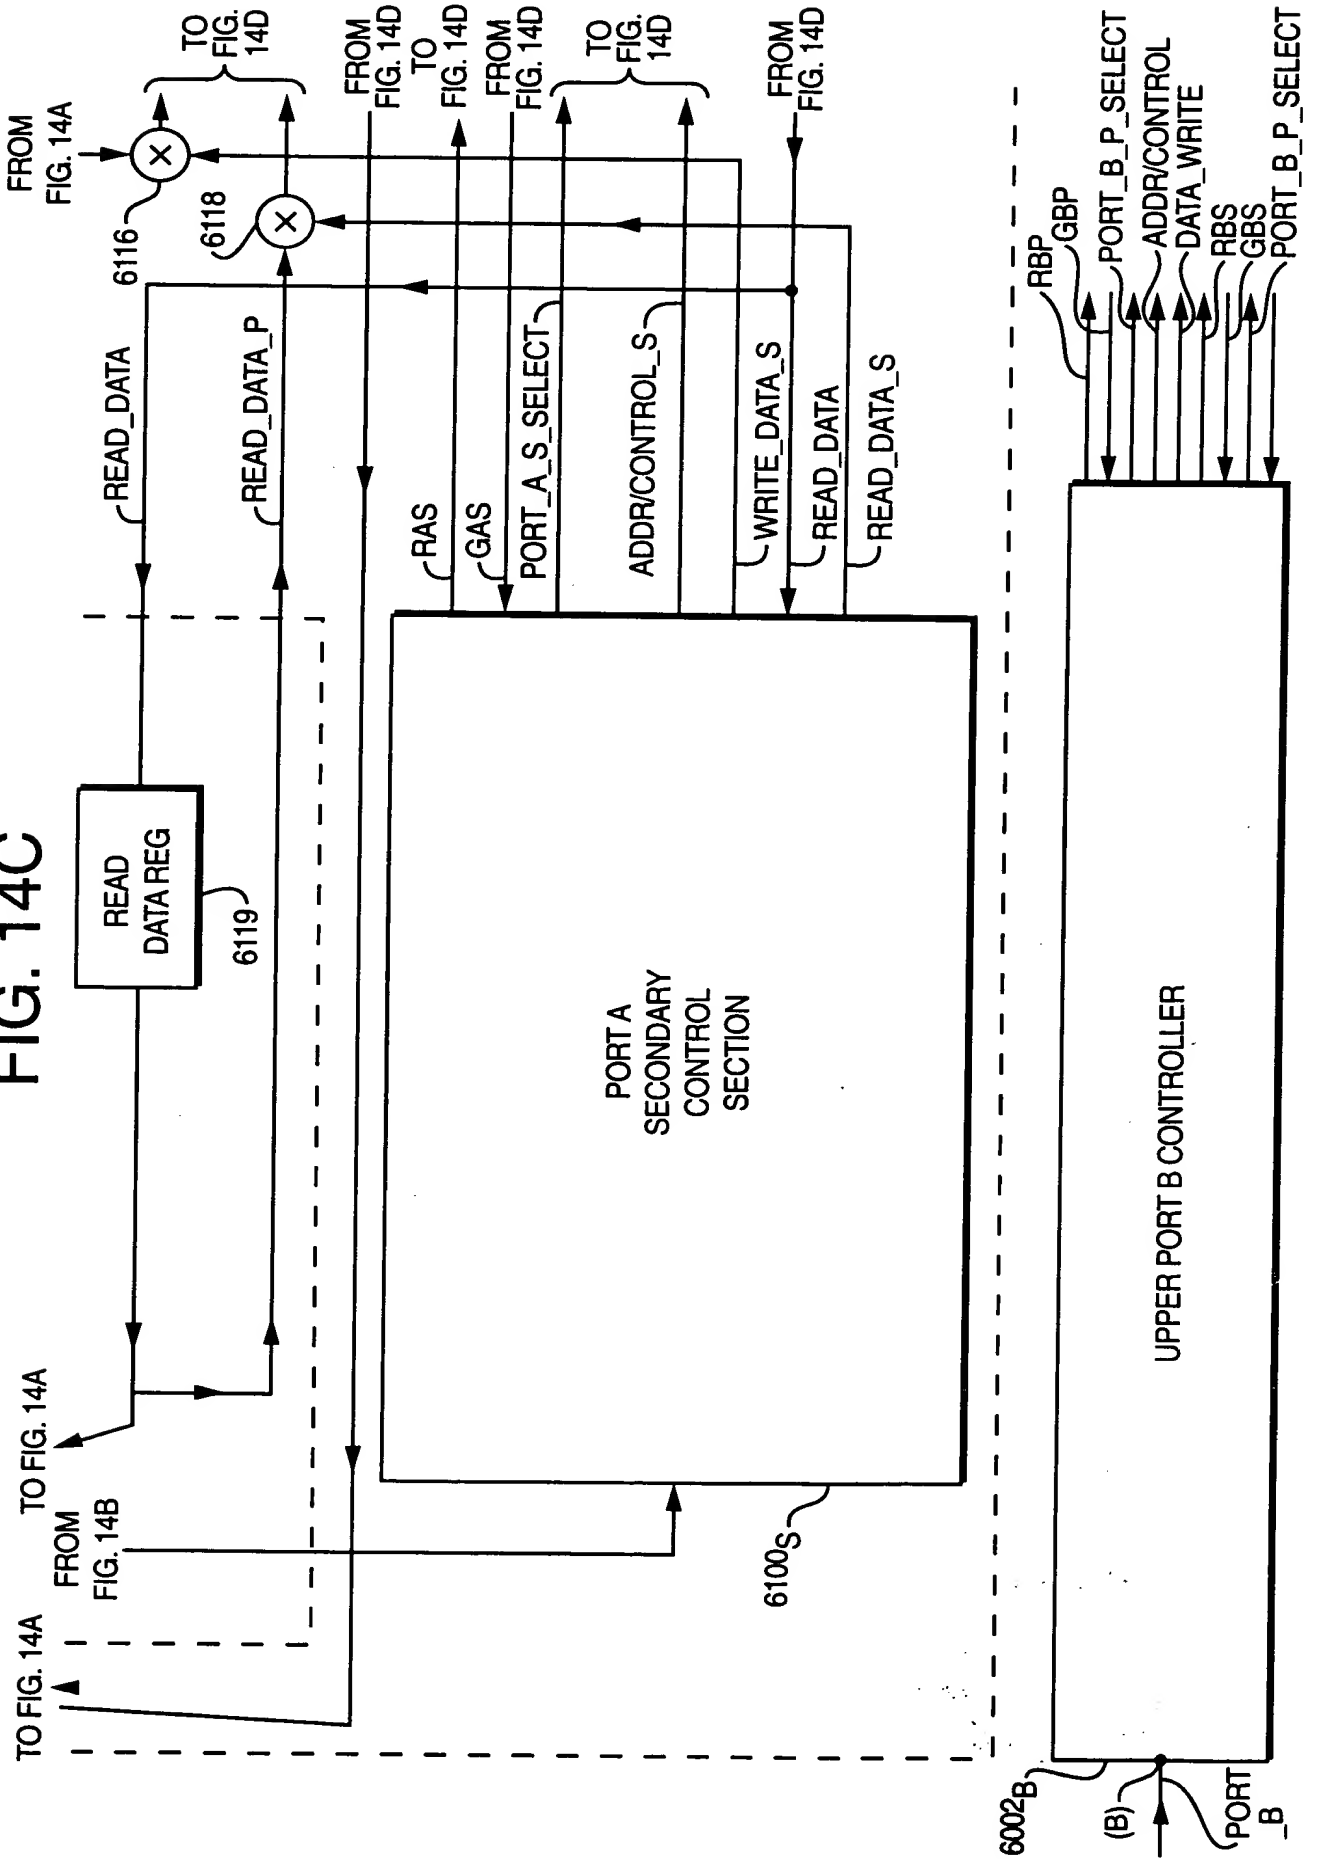 FIG. 14C
TO FIG. 14A
TO FIG. 14A
FROM
FIG. 14B
READ
DATA REG
6119
READ_DATA
READ_DATA_P
FROM
FIG. 14A
6116
6118
TO
FIG.
14D
FROM
FIG. 14D
TO
FIG. 14D
FROM
FIG. 14D
TO
FIG.
14D
FROM
FIG. 14D
RAS
GAS
PORT_A_S_SELECT
ADDR/CONTROL_S
WRITE_DATA_S
READ_DATA
READ_DATA_S
PORT A
SECONDARY
CONTROL
SECTION
6100S
6002B
(B)
PORT
_B
UPPER PORT B CONTROLLER
RBP
GBP
PORT_B_P_SELECT
ADDR/CONTROL
DATA_WRITE
RBS
GBS
PORT_B_P_SELECT